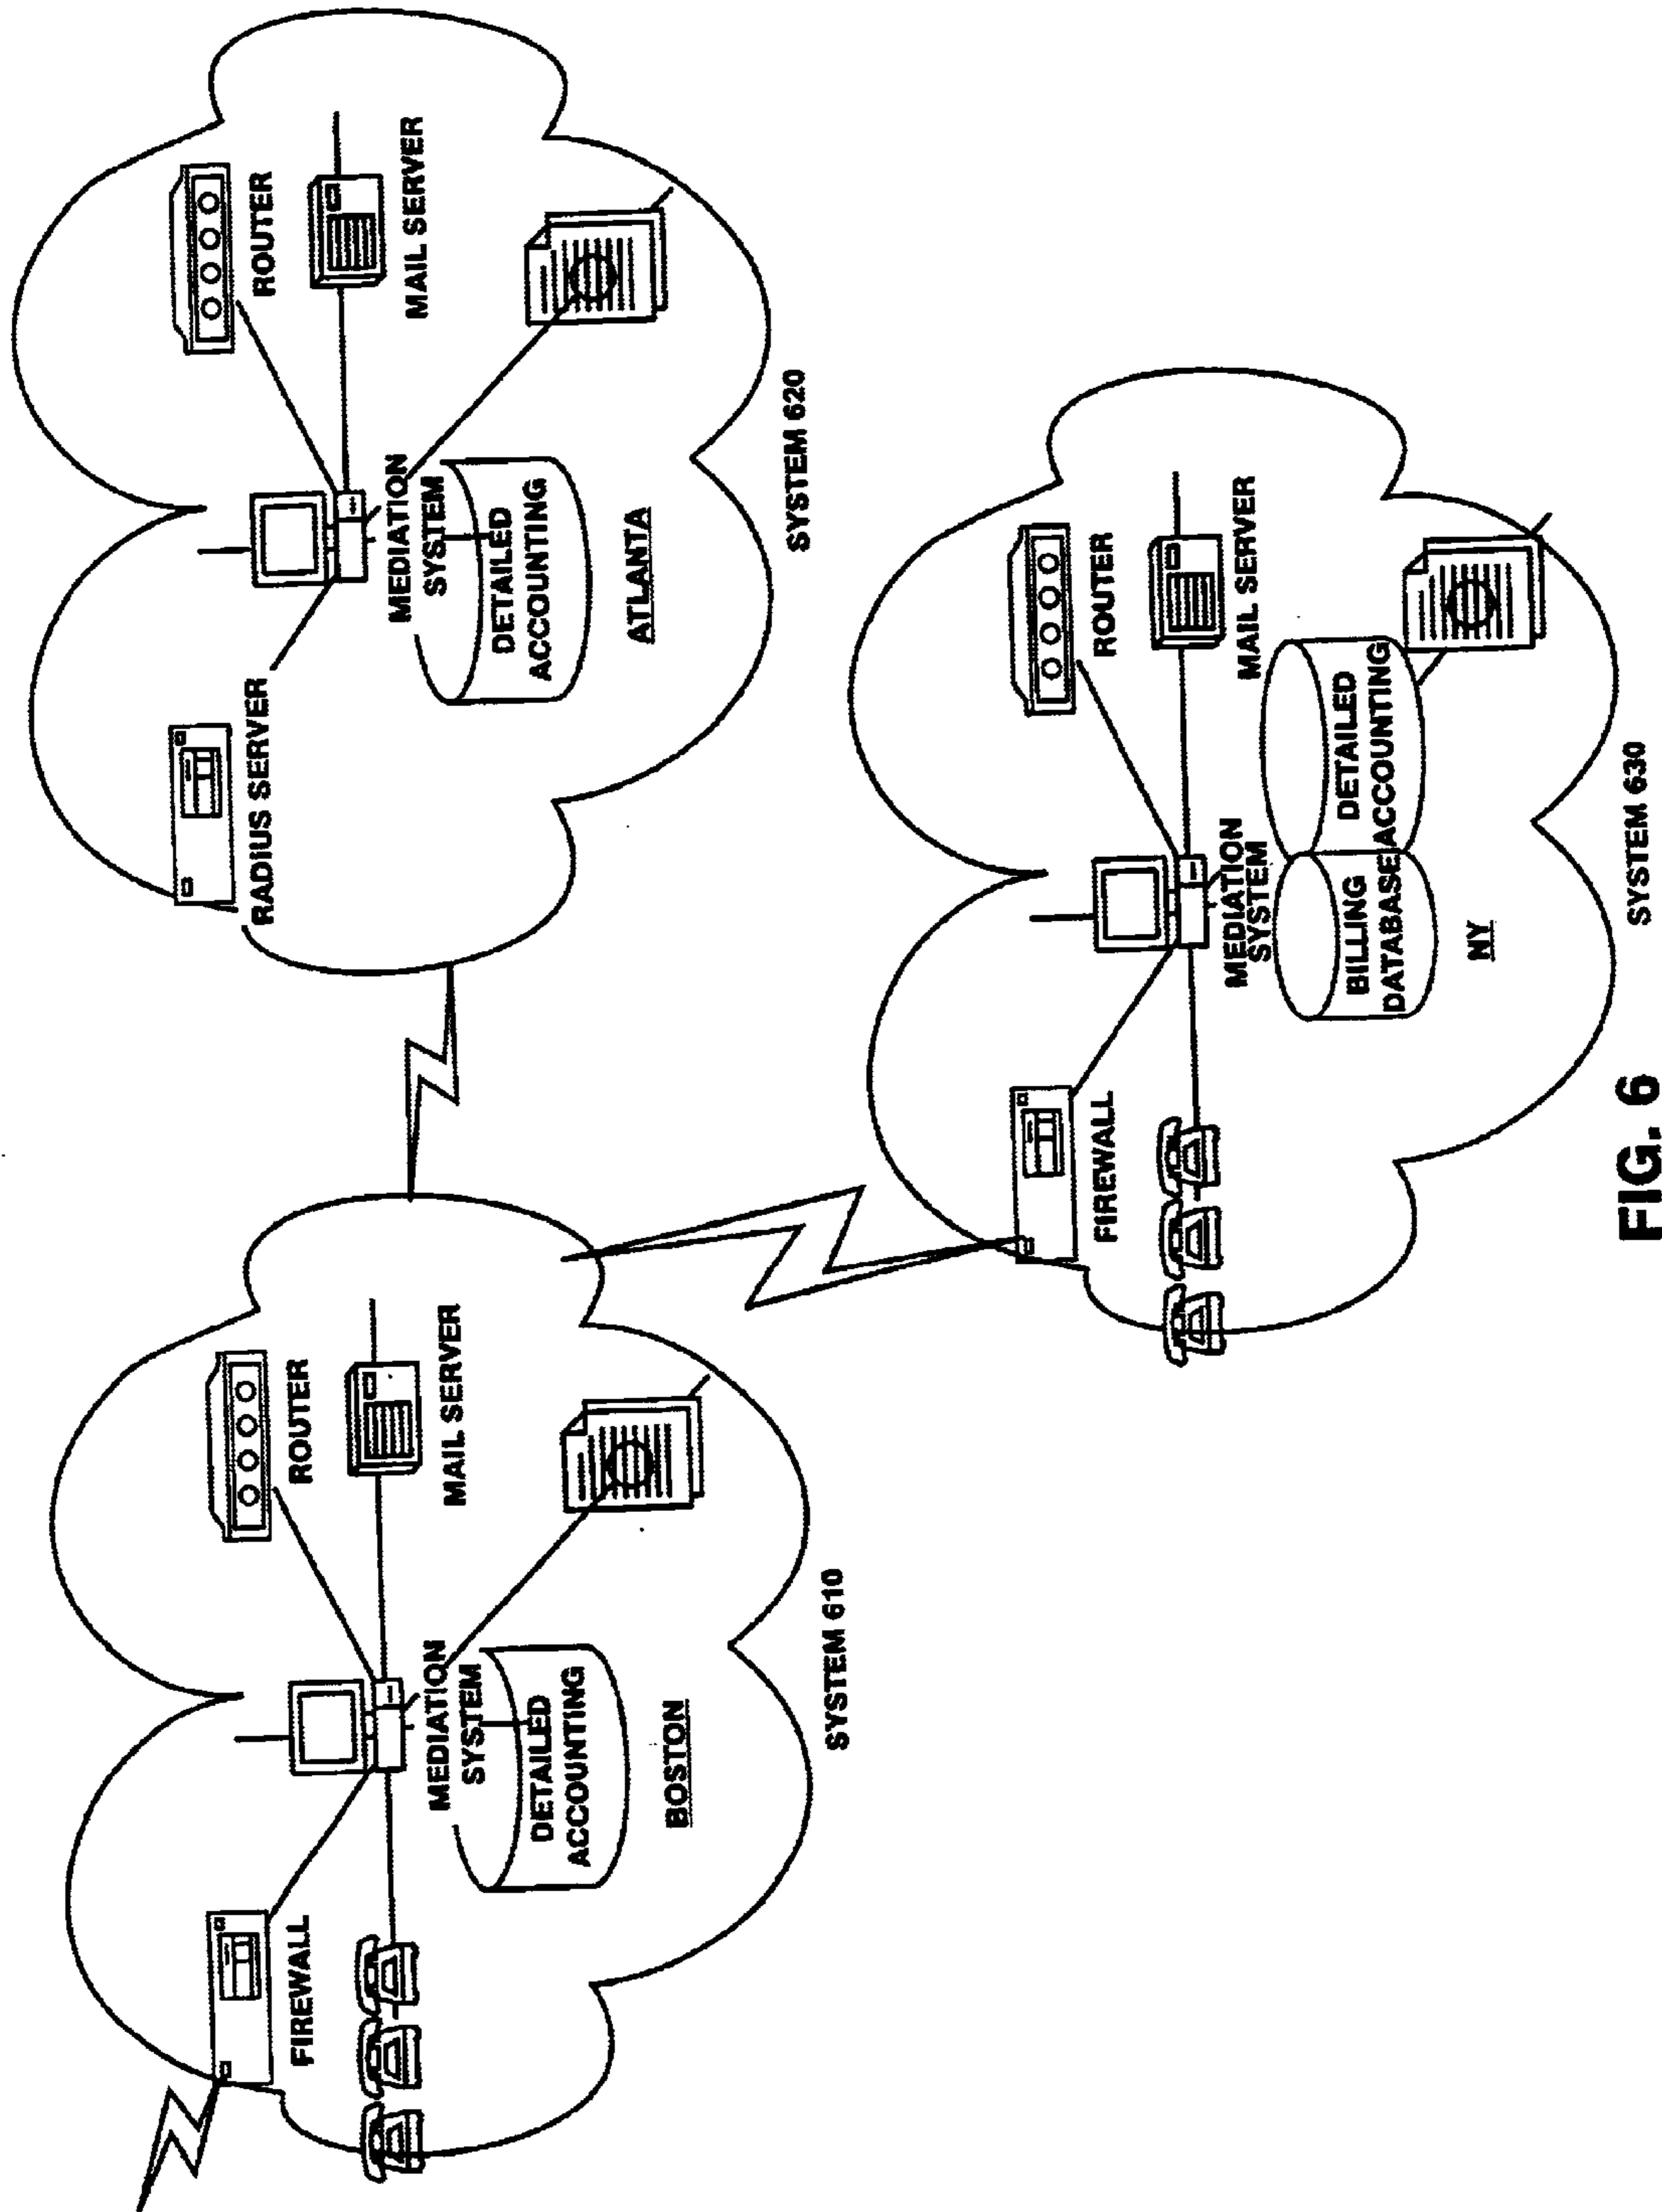 FIREWALL
ROUTER
MAIL SERVER
MEDIATION
SYSTEM
DETAILED
ACCOUNTING
BOSTON
SYSTEM 610
RADIUS SERVER
ROUTER
MAIL SERVER
MEDIATION
SYSTEM
DETAILED
ACCOUNTING
ATLANTA
SYSTEM 620
FIREWALL
ROUTER
MAIL SERVER
MEDIATION
SYSTEM
BILLING
DATABASE
DETAILED
ACCOUNTING
NY
SYSTEM 630
FIG. 6